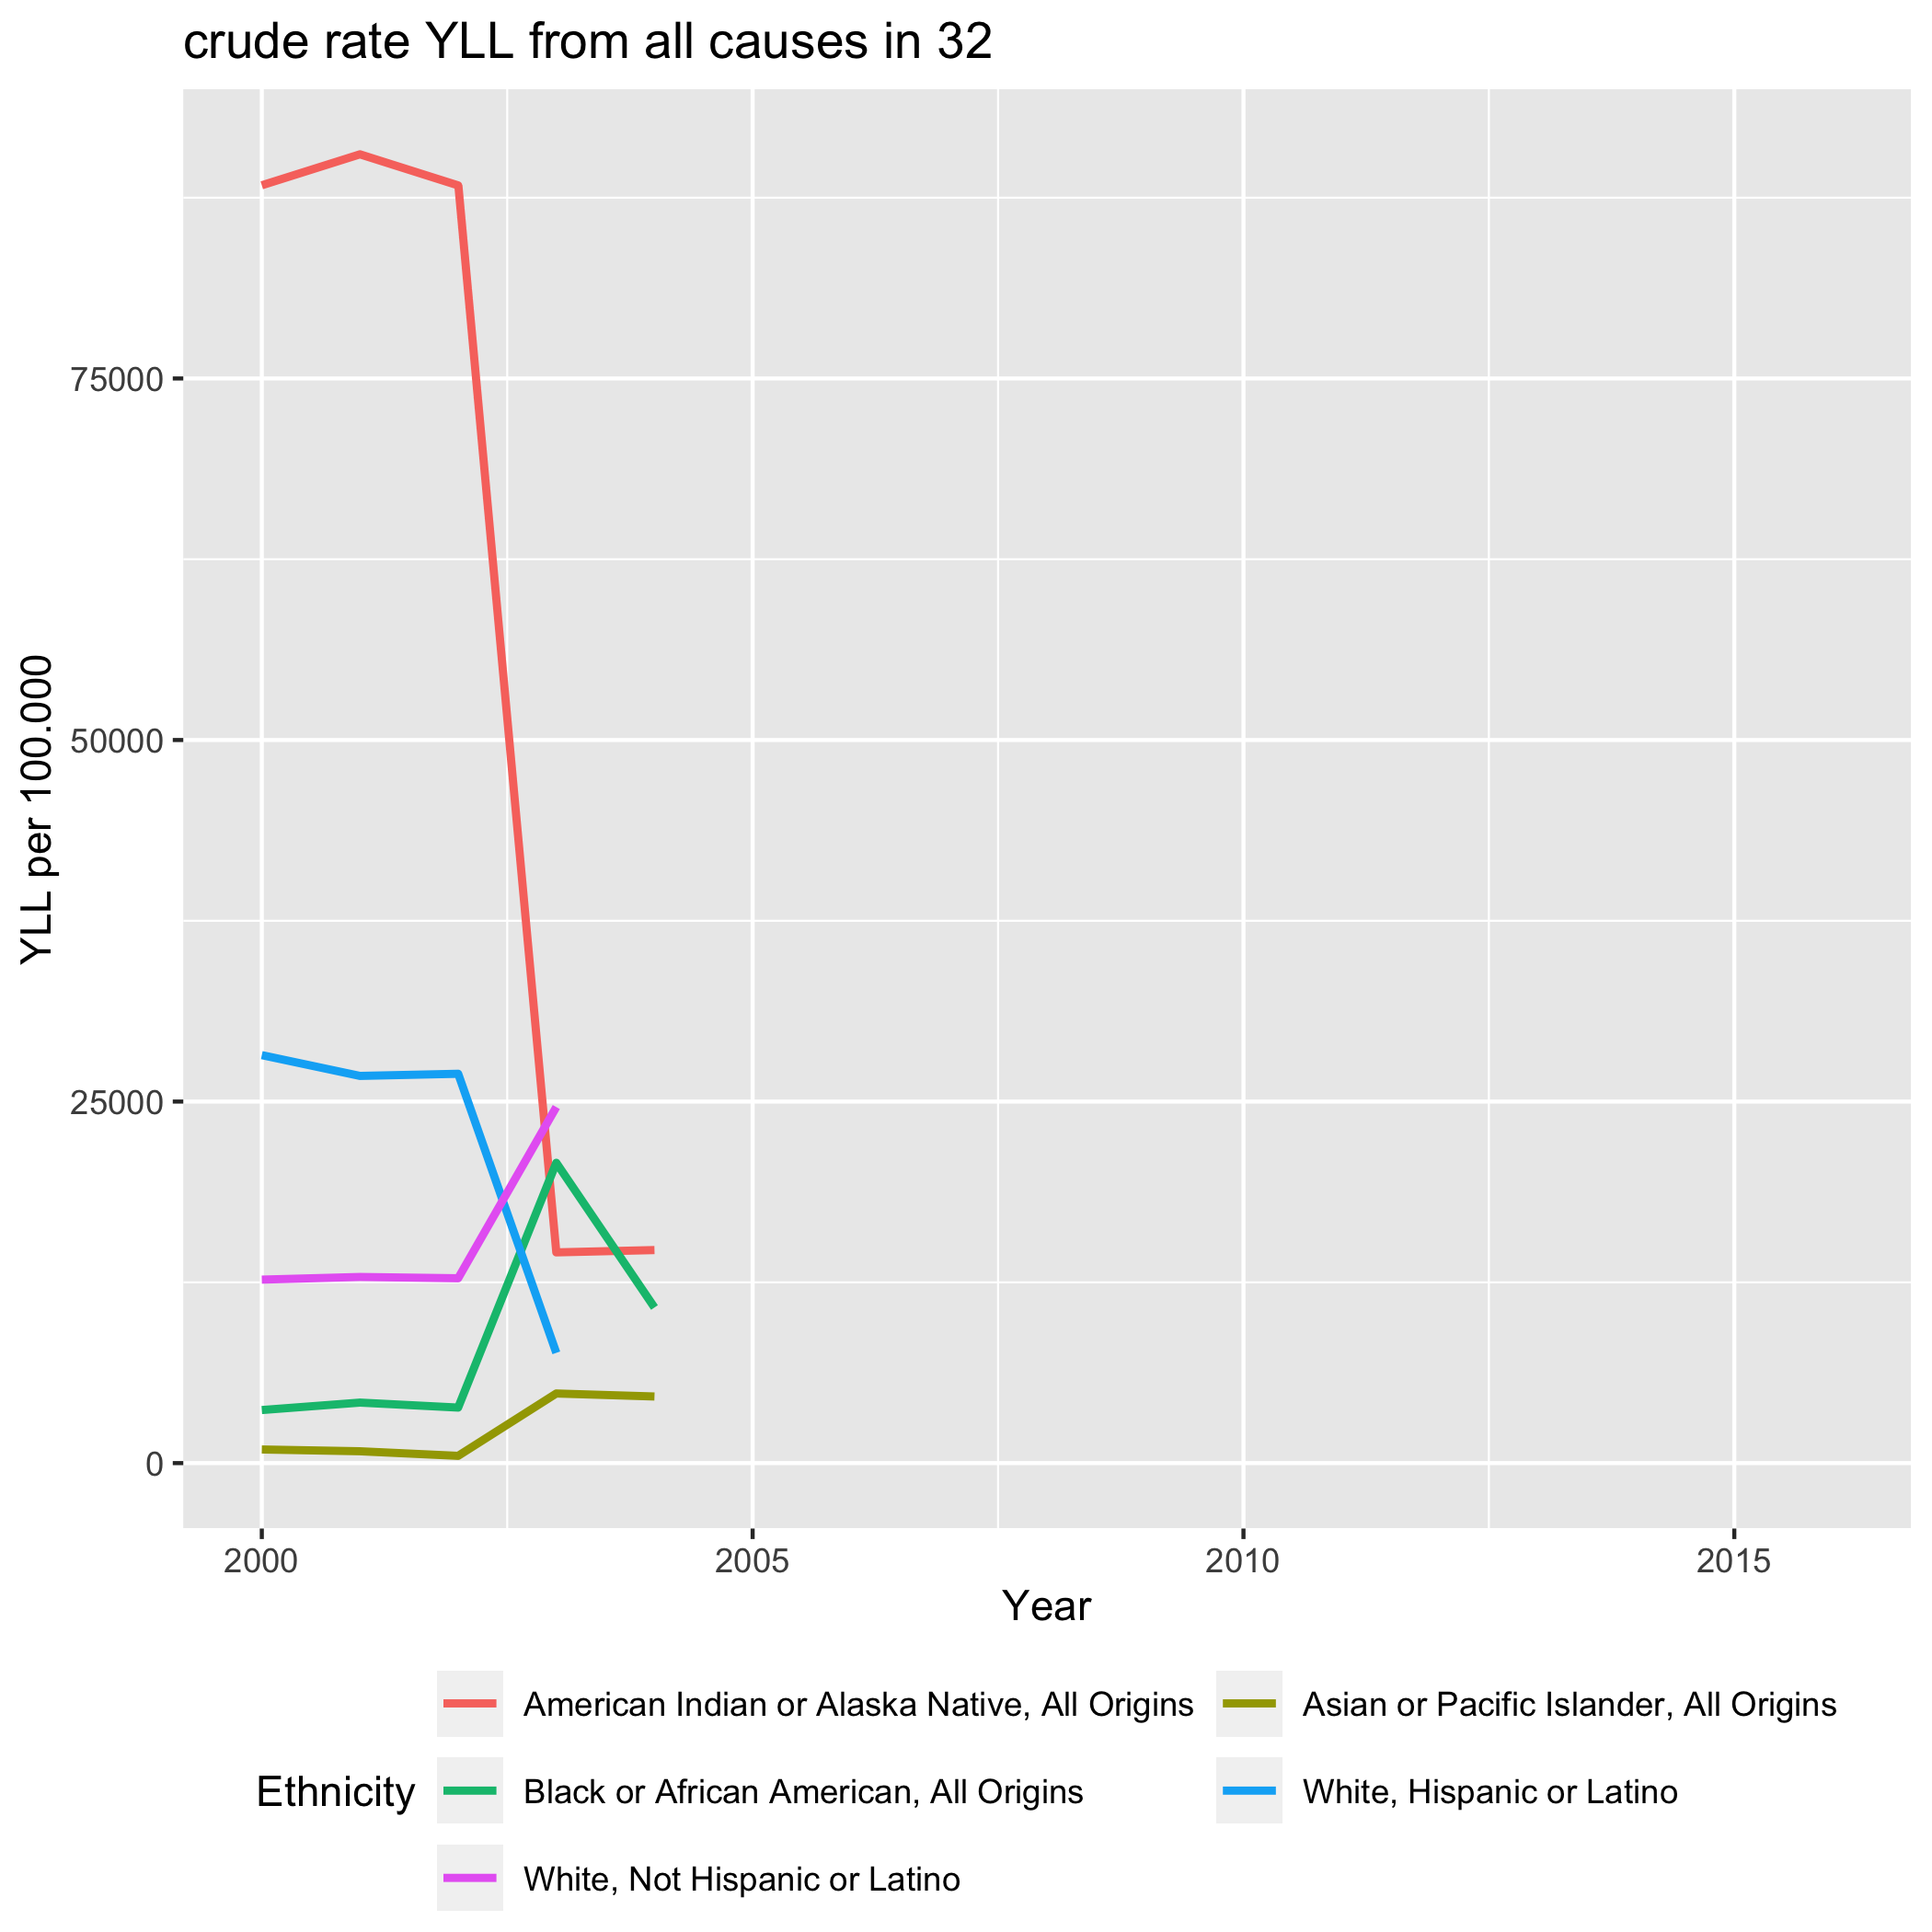 crude rate YLL from all causes in 32
YLL per 100.000
75000
50000
25000
0
2000 2005 2010 2015
Year
Ethnicity
American Indian or Alaska Native, All Origins
Asian or Pacific Islander, All Origins
Black or African American, All Origins
White, Hispanic or Latino
White, Not Hispanic or Latino